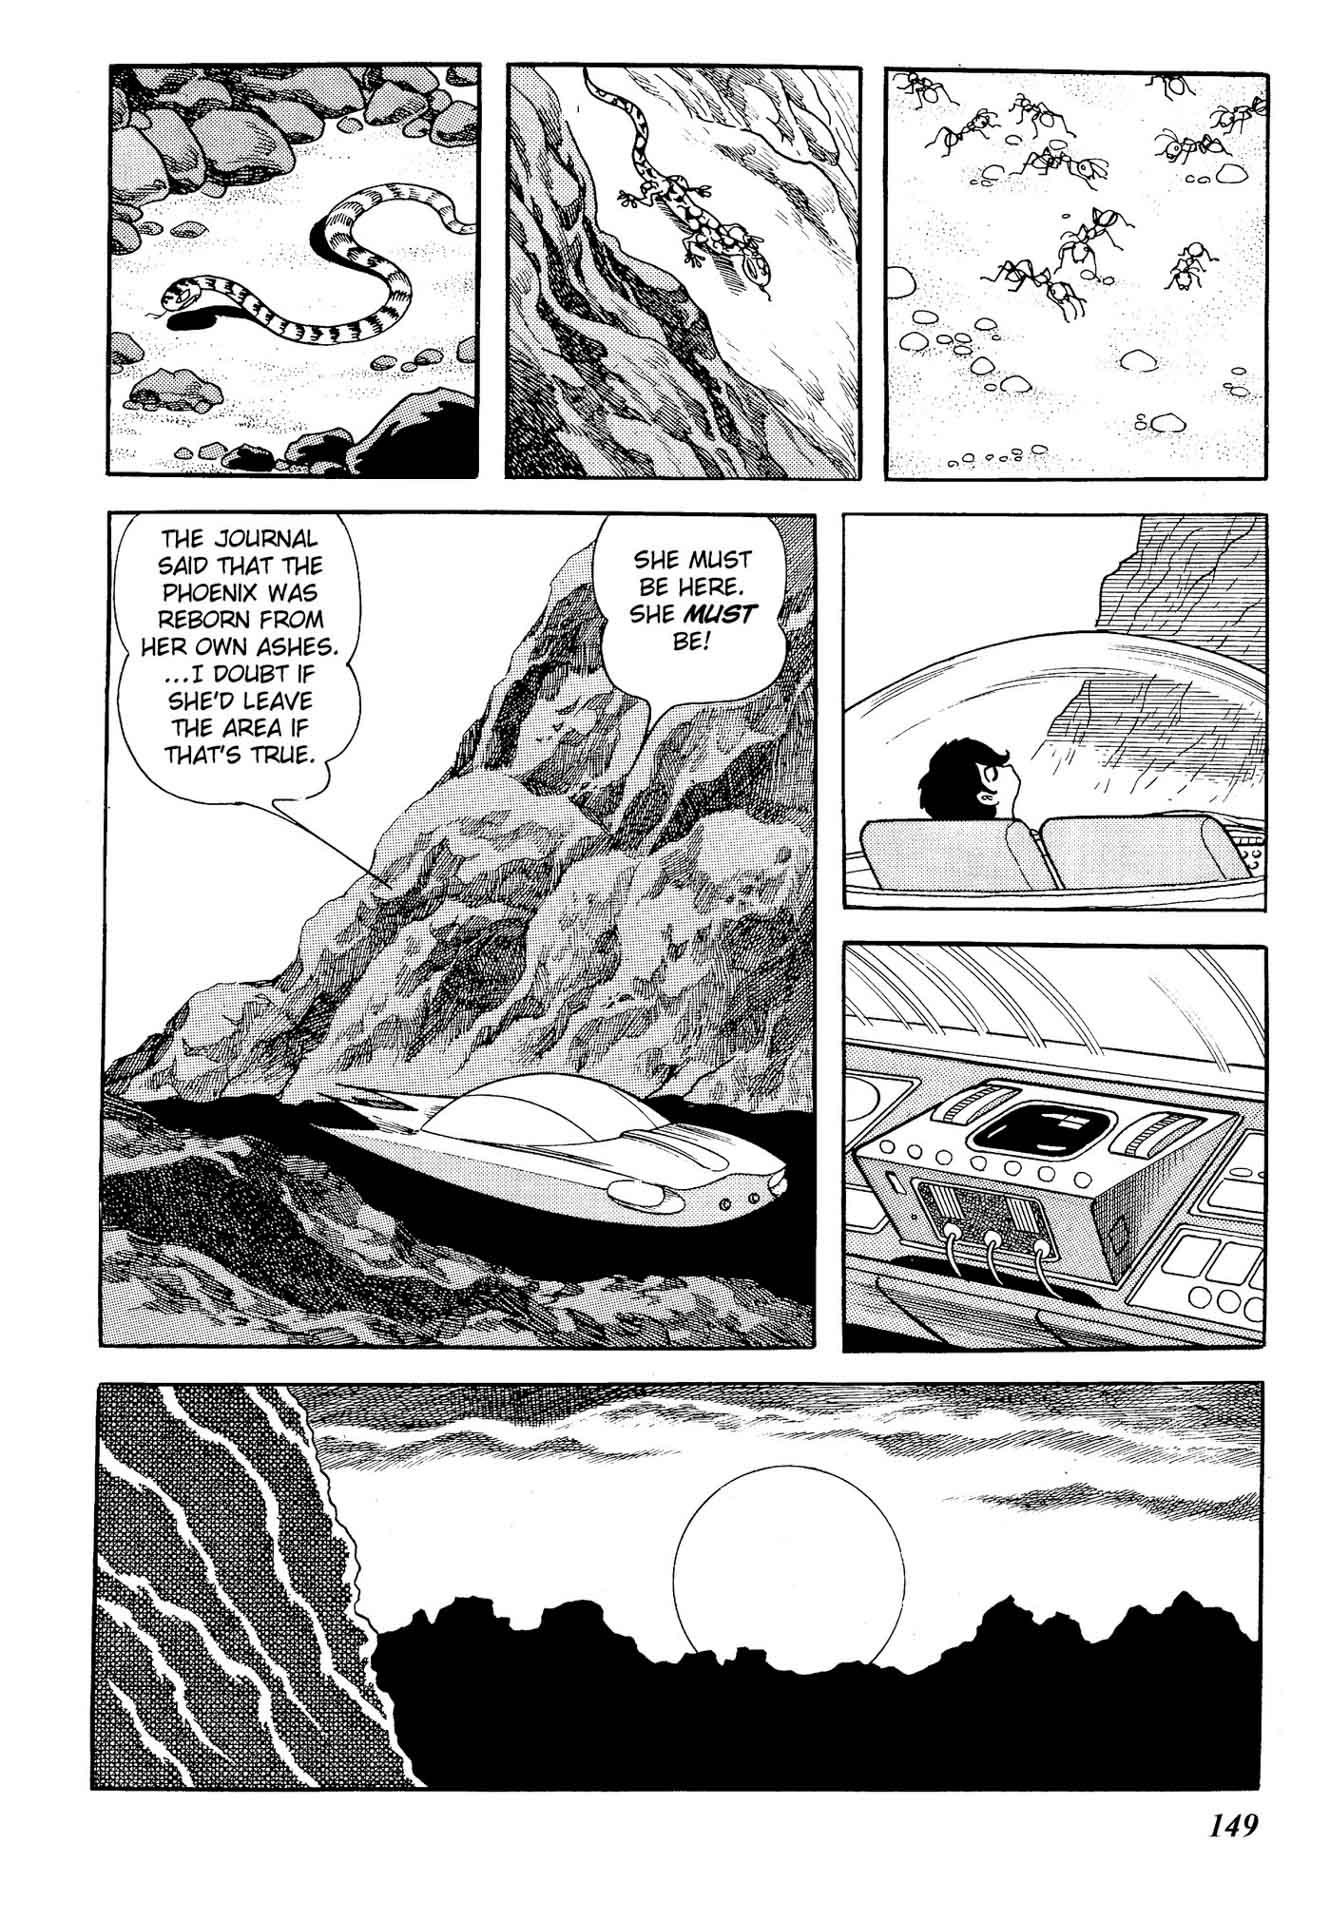 THE JOURNAL
SAID THAT THE
PHOENIX WAS
REBORN FROM
HER OWN ASHES.
...I DOUBT IF
SHE'D LEAVE
THE AREA IF
THAT'S TRUE.
SHE MUST
BE HERE.
SHE MUST
BE!
149